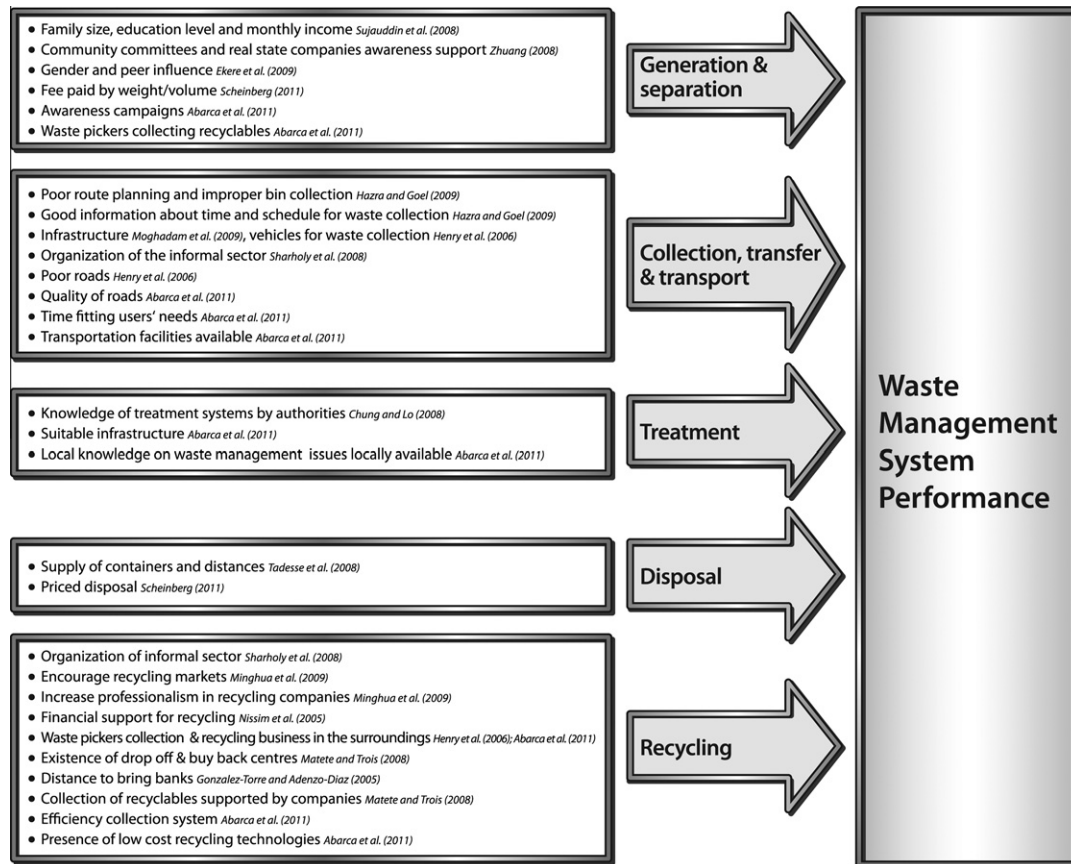 • Family size, education level and monthly income Sujauddin et al. (2008)
• Community committees and real state companies awareness support Zhuang (2008)
• Gender and peer influence Ekere et al. (2009)
• Fee paid by weight/volume Scheinberg (2011)
• Awareness campaigns Abarca et al. (2011)
• Waste pickers collecting recyclables Abarca et al. (2011)
Generation &
separation
• Poor route planning and improper bin collection Hazra and Goel (2009)
• Good information about time and schedule for waste collection Hazra and Goel (2009)
• Infrastructure Moghadam et al. (2009), vehicles for waste collection Henry et al. (2006)
• Organization of the informal sector Sharholy et al. (2008)
• Poor roads Henry et al. (2006)
• Quality of roads Abarca et al. (2011)
• Time fitting users' needs Abarca et al. (2011)
• Transportation facilities available Abarca et al. (2011)
Collection, transfer
& transport
• Knowledge of treatment systems by authorities Chung and Lo (2008)
• Suitable infrastructure Abarca et al. (2011)
• Local knowledge on waste management issues locally available Abarca et al. (2011)
Treatment
• Supply of containers and distances Tadesse et al. (2008)
• Priced disposal Scheinberg (2011)
Disposal
• Organization of informal sector Sharholy et al. (2008)
• Encourage recycling markets Minghua et al. (2009)
• Increase professionalism in recycling companies Minghua et al. (2009)
• Financial support for recycling Nissim et al. (2005)
• Waste pickers collection & recycling business in the surroundings Henry et al. (2006); Abarca et al. (2011)
• Existence of drop off & buy back centres Matete and Trois (2008)
• Distance to bring banks Gonzalez-Torre and Adenzo-Diaz (2005)
• Collection of recyclables supported by companies Matete and Trois (2008)
• Efficiency collection system Abarca et al. (2011)
• Presence of low cost recycling technologies Abarca et al. (2011)
Recycling
Waste
Management
System
Performance